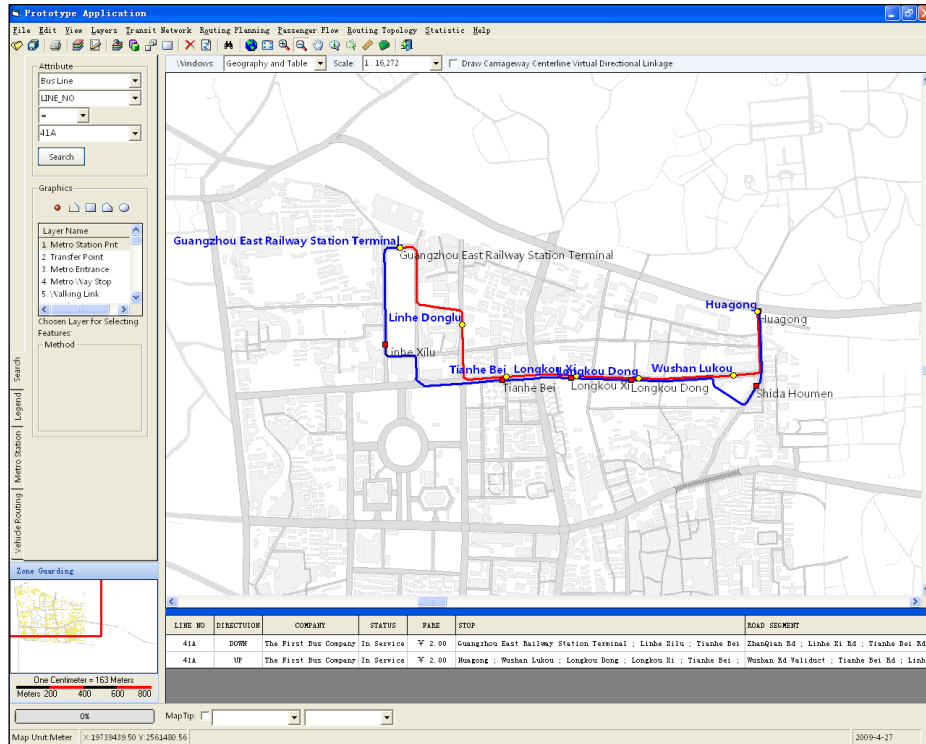 Prototype Application
File Edit View Layers Transit Network Routing Planning Passenger Flow Routing Topology Statistic Help
Attribute
Bus Line
LINE_NO
=
41A
Search
Graphics
Layer Name
1. Metro Station Pnt
2. Transfer Point
3. Metro Entrance
4. Metro Way Stop
5. Walking Link
Chosen Layer for Selecting
Features:
Method
Search
Legend
Metro Station
Vehicle Routing
Windows: Geography and Table Scale: 1: 16,272 Draw Carriageway Centerline Virtual Directional Linkage
Guangzhou East Railway Station Terminal
Guangzhou East Railway Station Terminal
Linhe Donglu
Linhe Xilu
Huagong
Huagong
Tianhe Bei
Longkou Xi
Longkou Dong
Wushan Lukou
Tianhe Bei
Longkou Xi
Longkou Dong
Shida Houmen
Zone Guarding
One Centimeter = 163 Meters
Meters 200 400 600 800
LINE NO DIRECTVION COMPANY STATUS FARE STOP ROAD SEGMENT
41A DOWN The First Bus Company In Service ￥ 2.00 Guangzhou East Railway Station Terminal ; Linhe Xilu ; Tianhe Bei ZhanQian Rd ; Linhe Xi Rd ; Tianhe Bei Rd
41A UP The First Bus Company In Service ￥ 2.00 Huagong ; Wushan Lukou ; Longkou Dong ; Longkou Xi ; Tianhe Bei ; Wushan Rd Validuct ; Tianhe Bei Rd ; Linh
0% MapTip:
Map Unit:Meter X:19739439.50 Y:2561480.56 2009-4-27